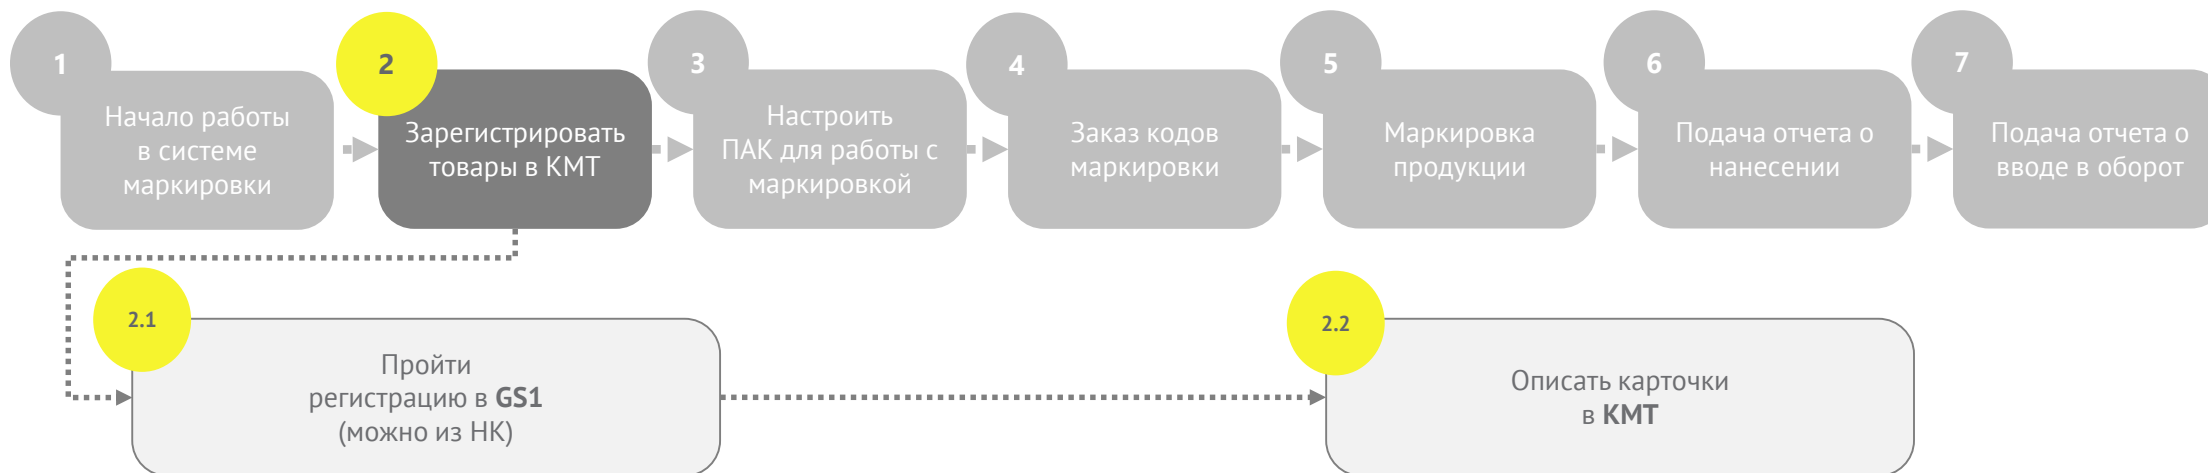 1
Начало работы
в системе
маркировки
2
Зарегистрировать
товары в КМТ
3
Настроить
ПАК для работы с
маркировкой
4
Заказ кодов
маркировки
5
Маркировка
продукции
6
Подача отчета о
нанесении
7
Подача отчета о
вводе в оборот
2.1
Пройти
регистрацию в GS1
(можно из НК)
2.2
Описать карточки
в КМТ